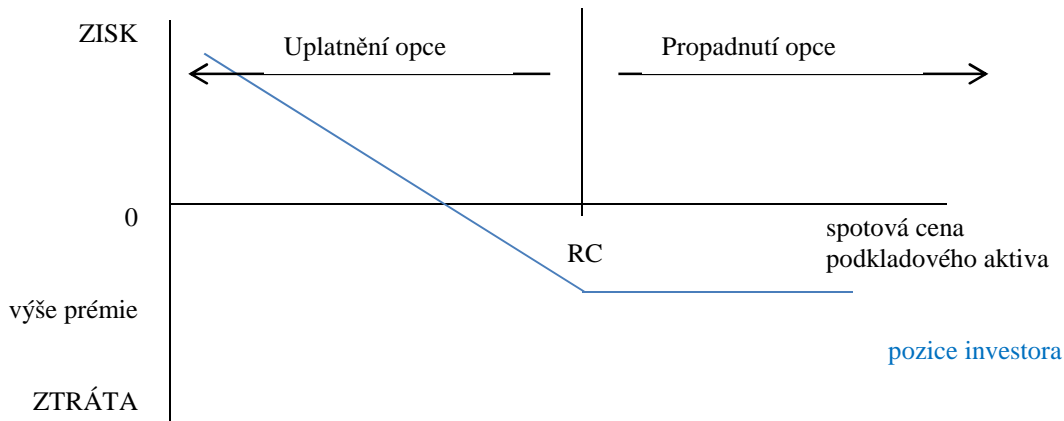 ZISK
Uplatnění opce
Propadnutí opce
0
spotová cena
podkladového aktiva
RC
výše prémie
pozice investora
ZTRÁTA